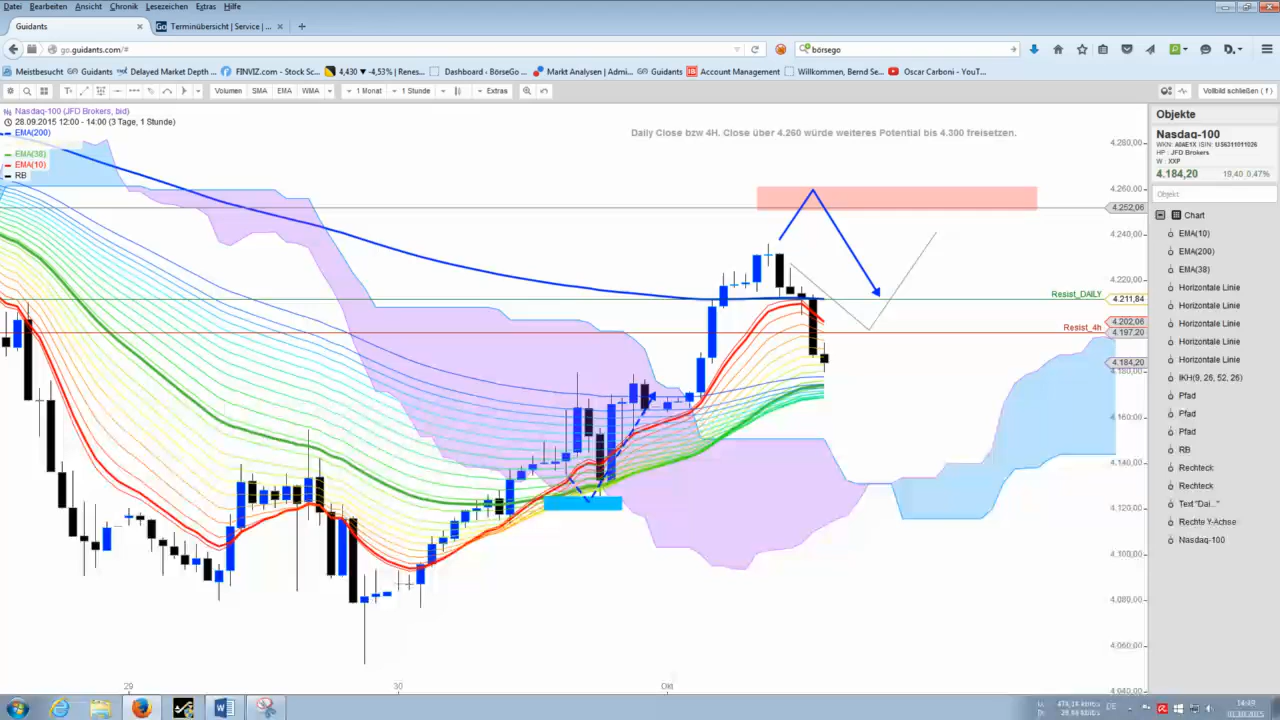 Datei Bearbeiten Ansicht Chronik Lesezeichen Extras Hilfe
Guidants × Terminübersicht | Service | ... × +
go.guidants.com/# börsego
Meistbesucht Guidants Delayed Market Depth ... FINVIZ.com - Stock Sc... 4,430 ▾ -4,53% | Renes... Dashboard ‹ BörseGo ... Markt Analysen | Admi... Guidants Account Management Willkommen, Bernd Se... Oscar Carboni - YouT...
Volumen SMA EMA WMA 1 Monat 1 Stunde Extras Vollbild schließen ( f )
Nasdaq-100 (JFD Brokers, bid)
28.09.2015 12:00 - 14:00 (3 Tage, 1 Stunde)
EMA(200)
EMA(38)
EMA(10)
RB
Daily Close bzw 4H. Close über 4.260 würde weiteres Potential bis 4.300 freisetzen.
4.280,00
4.260,00
4.252,06
4.240,00
4.220,00
Resist_DAILY 4.211,84
4.202,06
Resist_4h 4.197,20
4.184,20
4.180,00
4.160,00
4.140,00
4.120,00
4.100,00
4.080,00
4.060,00
4.040,00
29 30 Okt
Objekte
Nasdaq-100
WKN: A0AE1X ISIN: US6311011026
HP : JFD Brokers
W : XXP
4.184,20 19,40 0,47%
Objekt
Chart
EMA(10)
EMA(200)
EMA(38)
Horizontale Linie
Horizontale Linie
Horizontale Linie
Horizontale Linie
Horizontale Linie
IKH(9, 26, 52, 26)
Pfad
Pfad
Pfad
RB
Rechteck
Rechteck
Text "Dai..."
Rechte Y-Achse
Nasdaq-100
DE 14:49